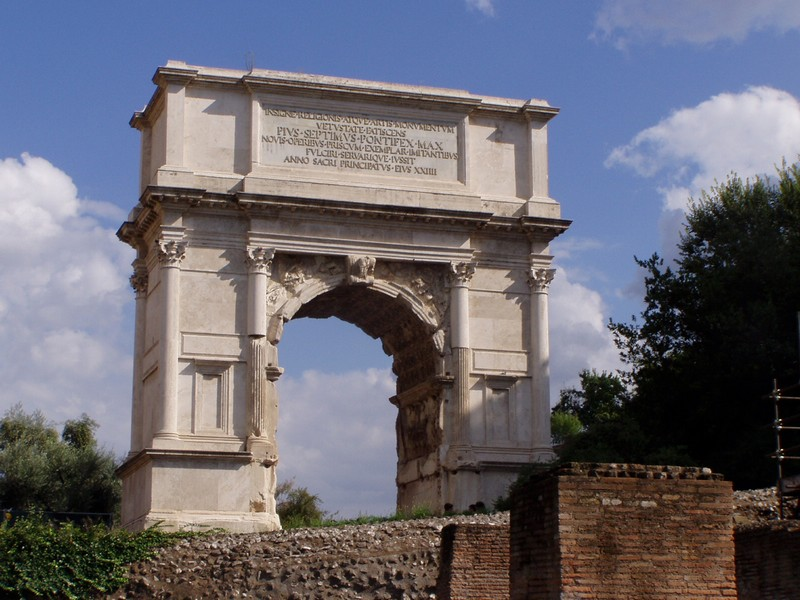 INSIGNE · RELIGIONIS · ATQVE · ARTIS · MONVMENTVM
VETVSTATE · FATISCENS
PIVS · SEPTIMVS · PONTIFEX · MAX
NOVIS · OPERIBVS · PRISCVM · EXEMPLAR · IMITANTIBVS
FVLCIRI · SERVARIQVE · IVSSIT
ANNO · SACRI · PRINCIPATVS · EIVS · XXIIII